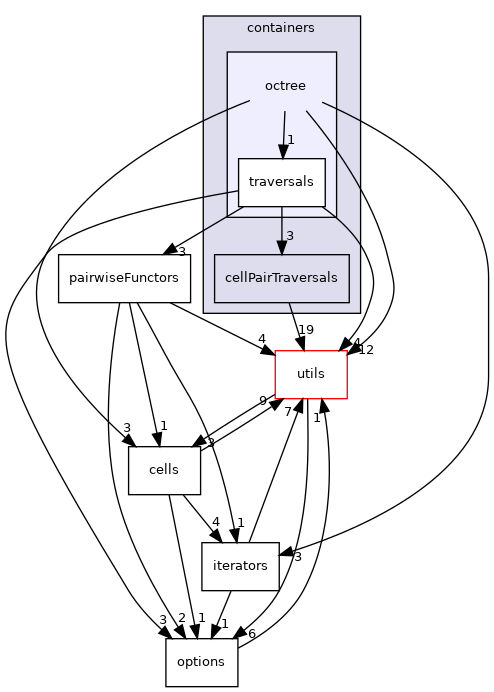 containers
octree
1
traversals
3
3
pairwiseFunctors
cellPairTraversals
4
19
4
12
utils
9
7
1
3
1
3
cells
4
1
3
iterators
3
2
1
1
6
options